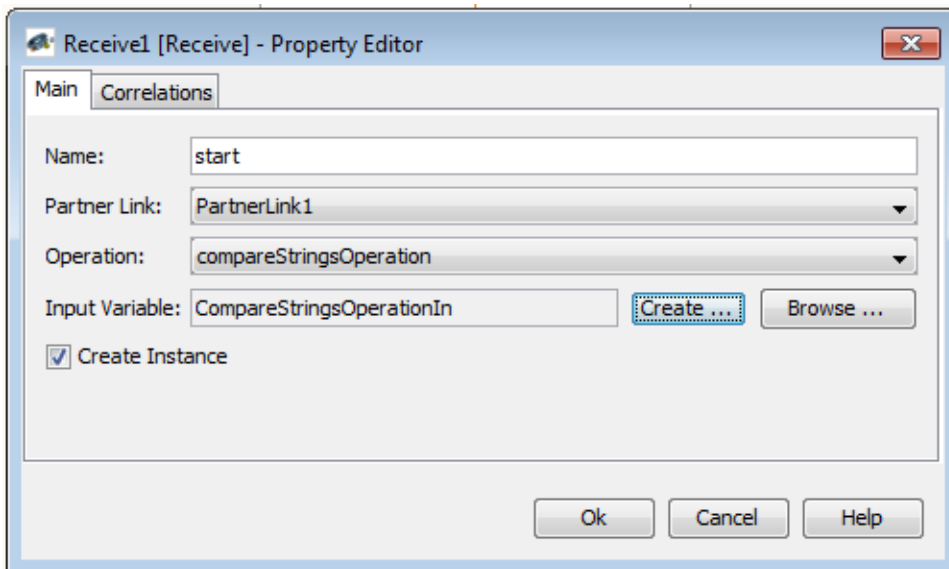 Receive1 [Receive] - Property Editor
Main Correlations
Name: start
Partner Link: PartnerLink1
Operation: compareStringsOperation
Input Variable: CompareStringsOperationIn Create ... Browse ...
Create Instance
Ok Cancel Help